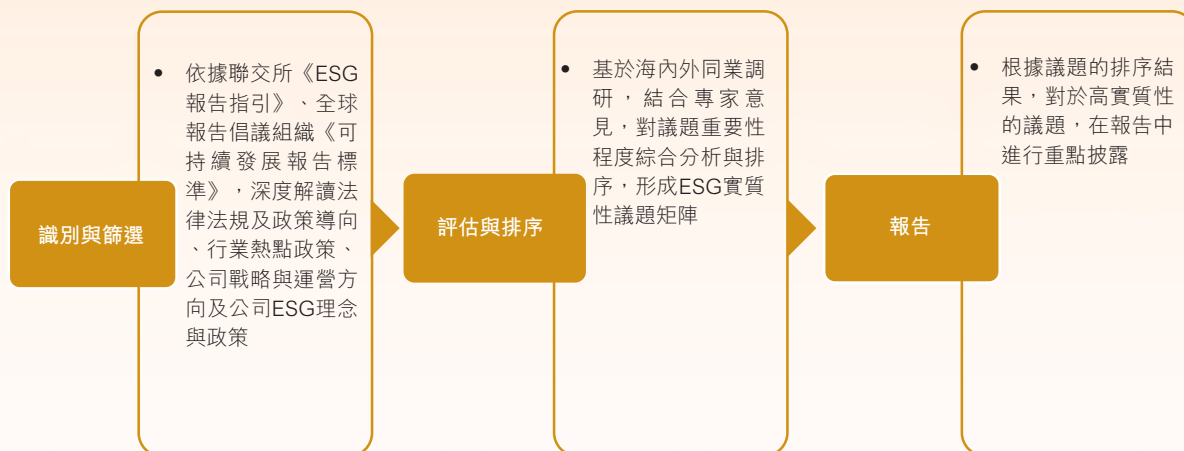 識別與篩選
• 依據聯交所《ESG
報告指引》、全球
報告倡議組織《可
持續發展報告標
準》，深度解讀法
律法規及政策導向
、行業熱點政策、
公司戰略與運營方
向及公司ESG理念
與政策
評估與排序
• 基於海內外同業調
研，結合專家意
見，對議題重要性
程度綜合分析與排
序，形成ESG實質
性議題矩陣
報告
• 根據議題的排序結
果，對於高實質性
的議題，在報告中
進行重點披露